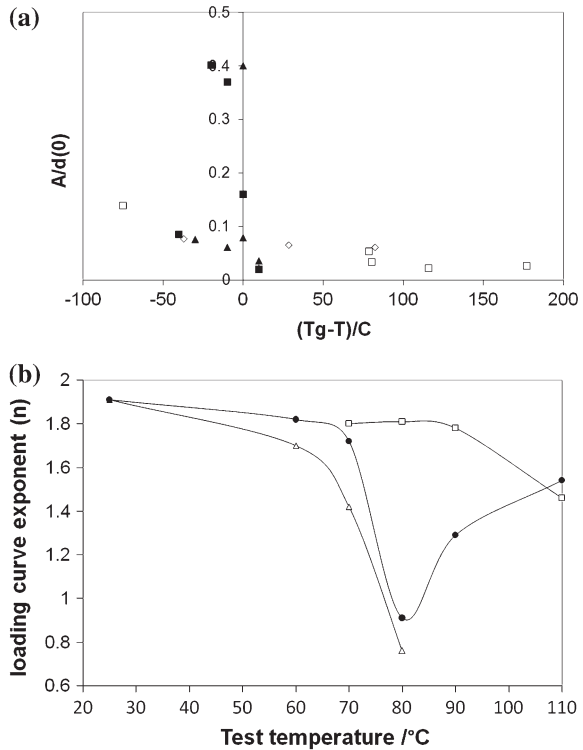 (a)
0.5
0.4
0.3
0.2
0.1
0
A/d(0)
-100 -50 0 50 100 150 200
(Tg-T)/C
(b)
2
1.8
1.6
1.4
1.2
1
0.8
0.6
loading curve exponent (n)
20 30 40 50 60 70 80 90 100 110
Test temperature /°C